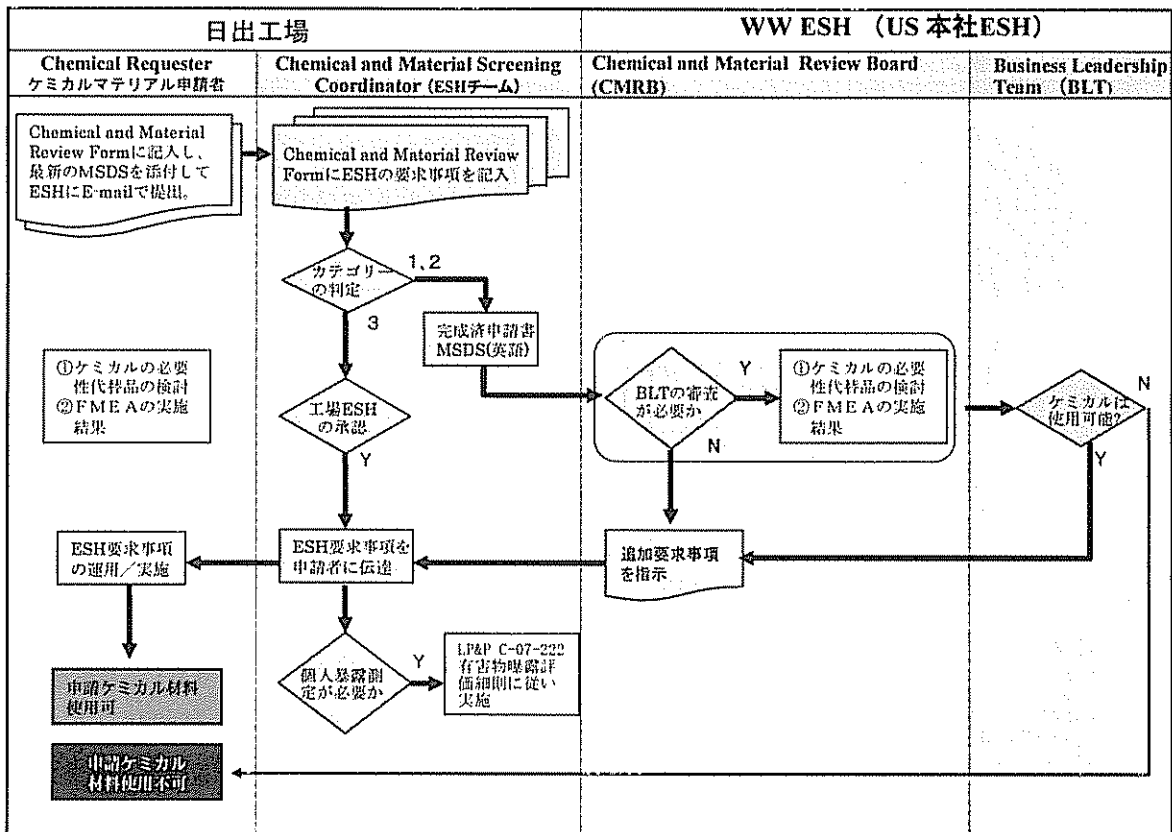 日出工場
WW ESH （US 本社ESH）
Chemical Requester
ケミカルマテリアル申請者
Chemical and Material Screening
Coordinator (ESHチーム)
Chemical and Material Review Board
(CMRB)
Business Leadership
Team （BLT)
Chemical and Material
Review Formに記入し、
最新のMSDSを添付して
ESHにE-mailで提出。
Chemical and Material Review
FormにESHの要求事項を記入
カテゴリー
の判定
1、2
3
完成済申請書
MSDS(英語)
①ケミカルの必要
性代替品の検討
②FMEAの実施
結果
工場ESH
の承認
Y
BLTの審査
が必要か
Y
N
①ケミカルの必要
性代替品の検討
②FMEAの実施
結果
ケミカルは
使用可能?
N
Y
ESH要求事項
の運用／実施
ESH要求事項を
申請者に伝達
追加要求事項
を指示
個人暴露測
定が必要か
Y
LP&P C-07-222
有害物曝露評
価細則に従い
実施
申請ケミカル材料
使用可
申請ケミカル
材料使用不可